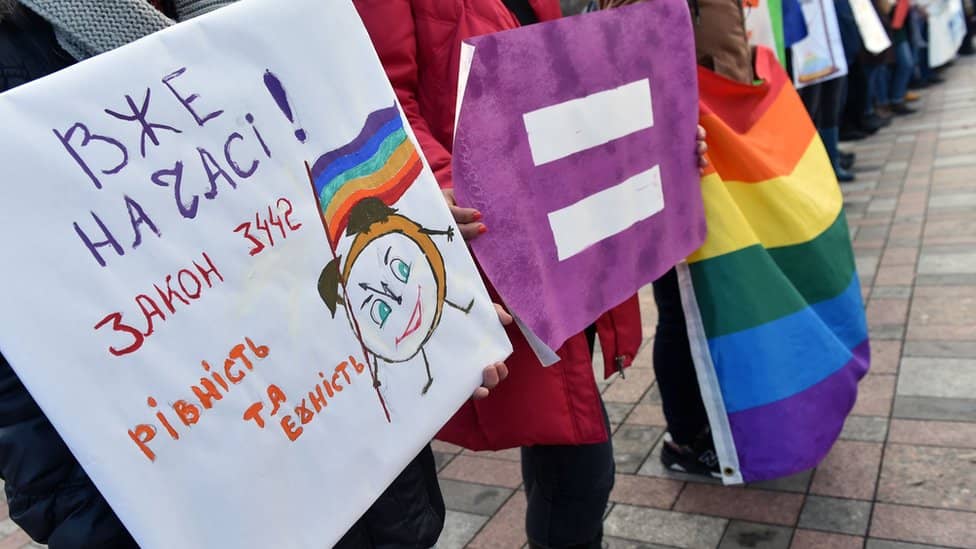 вже
на часі!
закон 3442
рівність
та
єдність